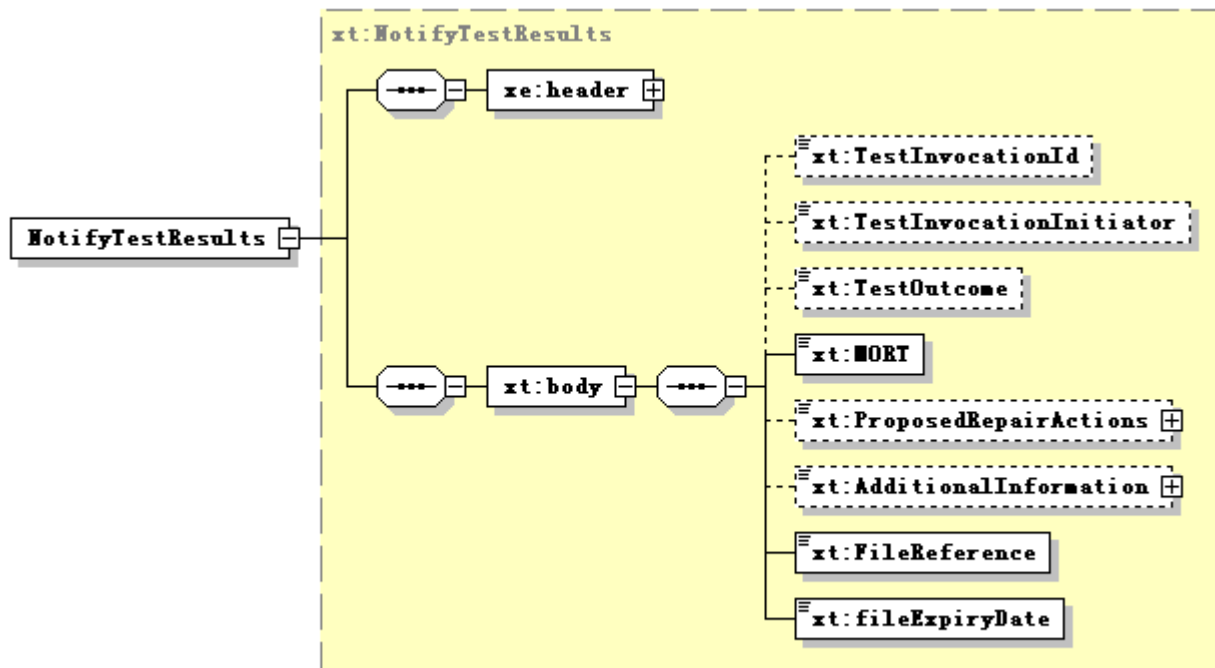 xt:NotifyTestResults
xe:header
xt:TestInvocationId
xt:TestInvocationInitiator
NotifyTestResults
xt:TestOutcome
xt:MORT
xt:body
xt:ProposedRepairActions
xt:AdditionalInformation
xt:FileReference
xt:fileExpiryDate